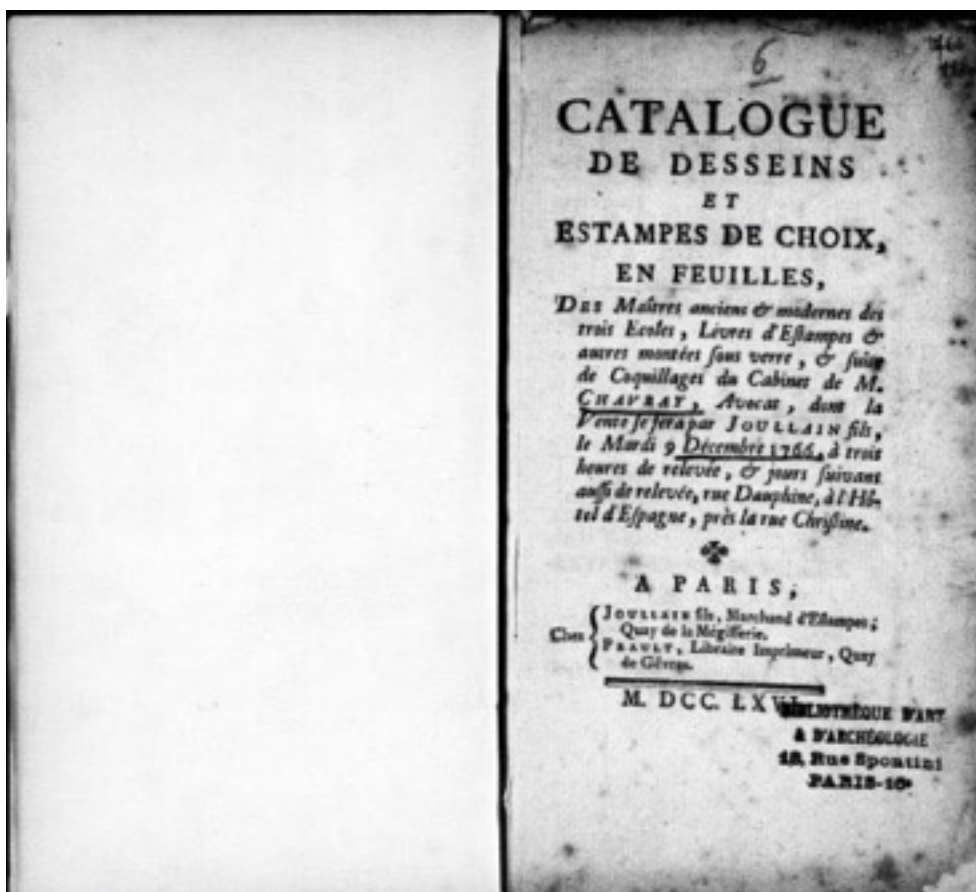 6
CATALOGUE
DE DESSEINS
ET
ESTAMPES DE CHOIX,
EN FEUILLES,
DES Maîtres anciens & modernes des
trois Ecoles, Livres d'Estampes &
autres montées sous verre, & suite
de Coquillages du Cabinet de M.
CHAVRAY, Avocat, dont la
Vente se fera par JOULLAIN fils,
le Mardi 9 Décembre 1766, à trois
heures de relevée, & jours suivant
aussi de relevée, rue Dauphine, à l'Hô-
tel d'Espagne, près la rue Christine.
A PARIS,
Chez
JOULLAIN fils, Marchand d'Estampes;
Quay de la Mégisserie.
PRAULT, Libraire Imprimeur, Quay
de Gêvres.
M. DCC. LXVI.
BIBLIOTHÈQUE D'ART
& D'ARCHÉOLOGIE
Rue Spontini
PARIS-16e